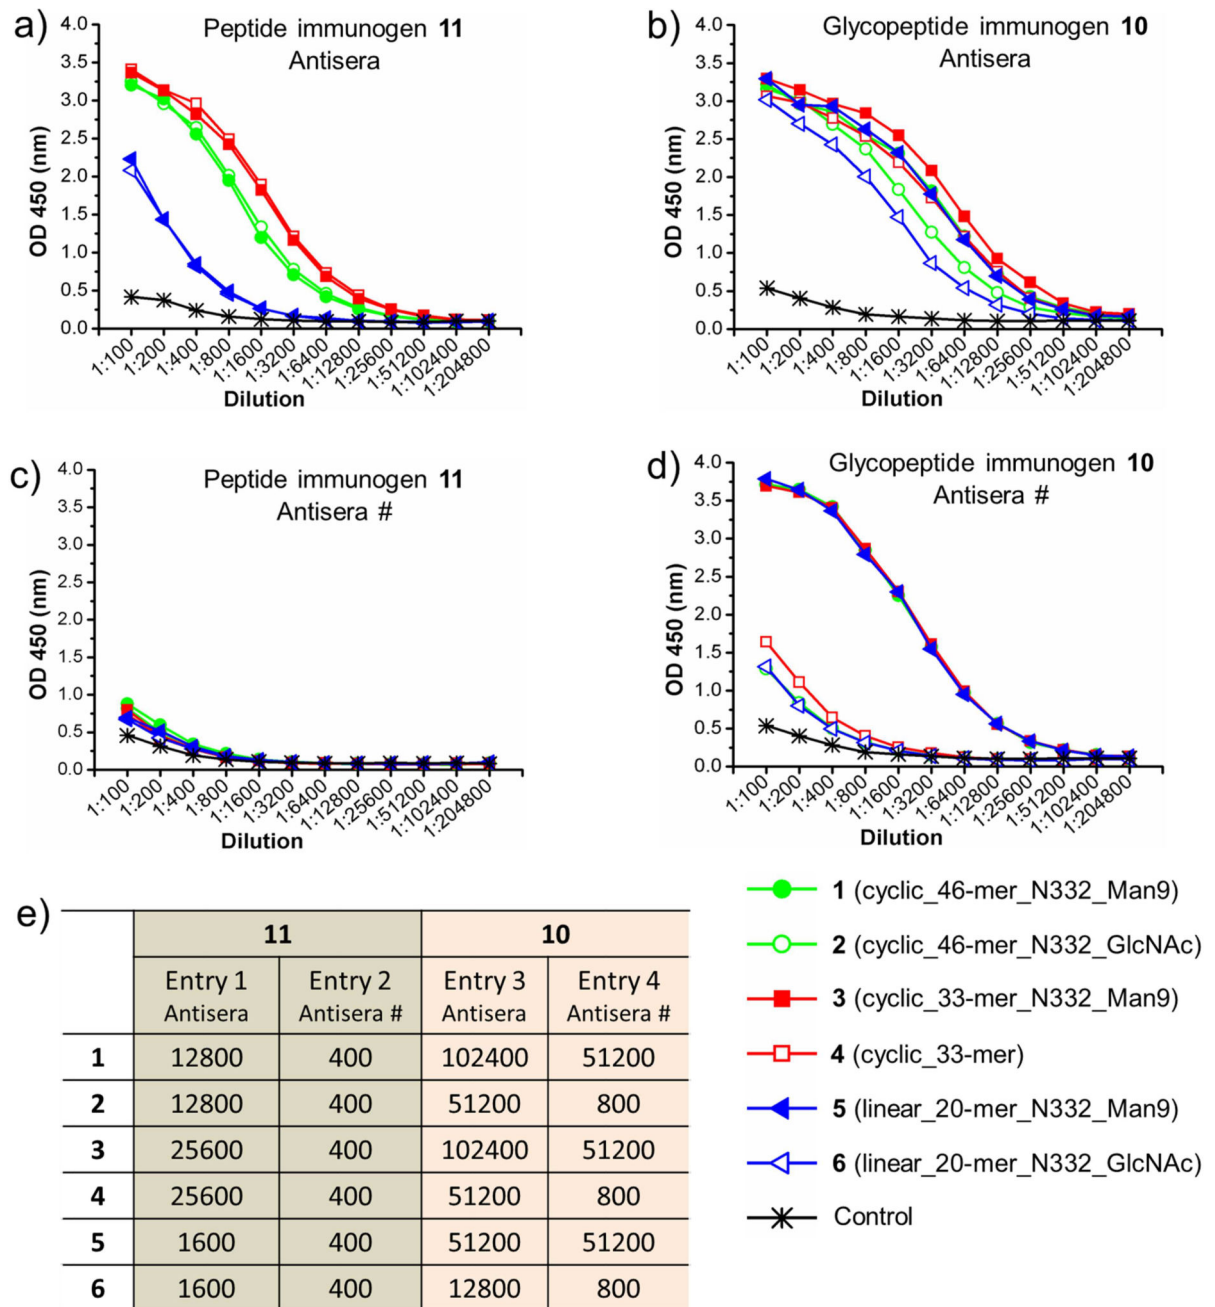 a)
Peptide immunogen 11
Antisera
4.0
3.5
3.0
2.5
2.0
1.5
1.0
0.5
0.0
OD 450 (nm)
1:100
1:200
1:400
1:800
1:1600
1:3200
1:6400
1:12800
1:25600
1:51200
1:102400
1:204800
Dilution
b)
Glycopeptide immunogen 10
Antisera
4.0
3.5
3.0
2.5
2.0
1.5
1.0
0.5
0.0
OD 450 (nm)
1:100
1:200
1:400
1:800
1:1600
1:3200
1:6400
1:12800
1:25600
1:51200
1:102400
1:204800
Dilution
c)
Peptide immunogen 11
Antisera #
4.0
3.5
3.0
2.5
2.0
1.5
1.0
0.5
0.0
OD 450 (nm)
1:100
1:200
1:400
1:800
1:1600
1:3200
1:6400
1:12800
1:25600
1:51200
1:102400
1:204800
Dilution
d)
Glycopeptide immunogen 10
Antisera #
4.0
3.5
3.0
2.5
2.0
1.5
1.0
0.5
0.0
OD 450 (nm)
1:100
1:200
1:400
1:800
1:1600
1:3200
1:6400
1:12800
1:25600
1:51200
1:102400
1:204800
Dilution
e)
11 10
Entry 1 Entry 2 Entry 3 Entry 4
Antisera Antisera # Antisera Antisera #
1 12800 400 102400 51200
2 12800 400 51200 800
3 25600 400 102400 51200
4 25600 400 51200 800
5 1600 400 51200 51200
6 1600 400 12800 800
1 (cyclic_46-mer_N332_Man9)
2 (cyclic_46-mer_N332_GlcNAc)
3 (cyclic_33-mer_N332_Man9)
4 (cyclic_33-mer)
5 (linear_20-mer_N332_Man9)
6 (linear_20-mer_N332_GlcNAc)
Control